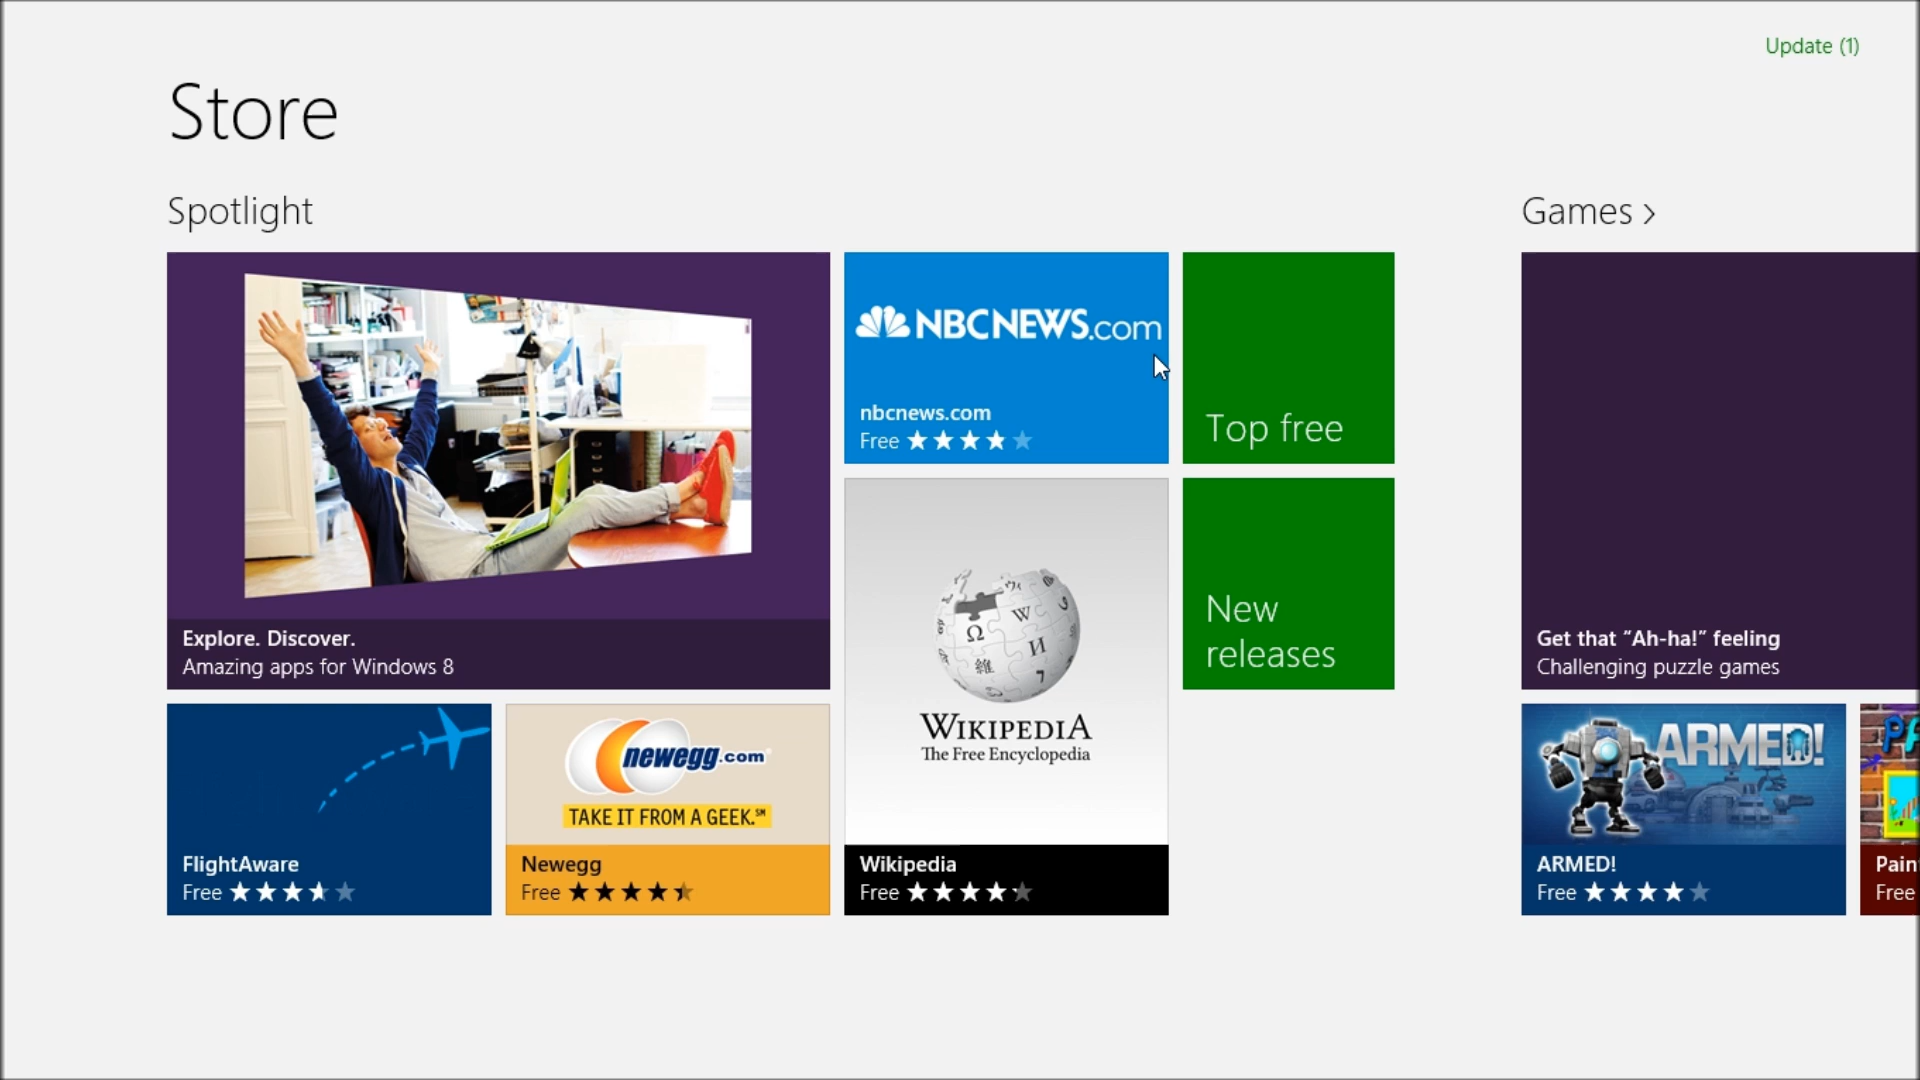 Update (1)
Store
Spotlight
Games >
NBCNEWS.com
nbcnews.com
Free
Top free
New
releases
Explore. Discover.
Amazing apps for Windows 8
Get that “Ah-ha!” feeling
Challenging puzzle games
WIKIPEDIA
The Free Encyclopedia
Wikipedia
Free
FlightAware
Free
newegg.com
TAKE IT FROM A GEEK.℠
Newegg
Free
ARMED!
ARMED!
Free
Pain
Free